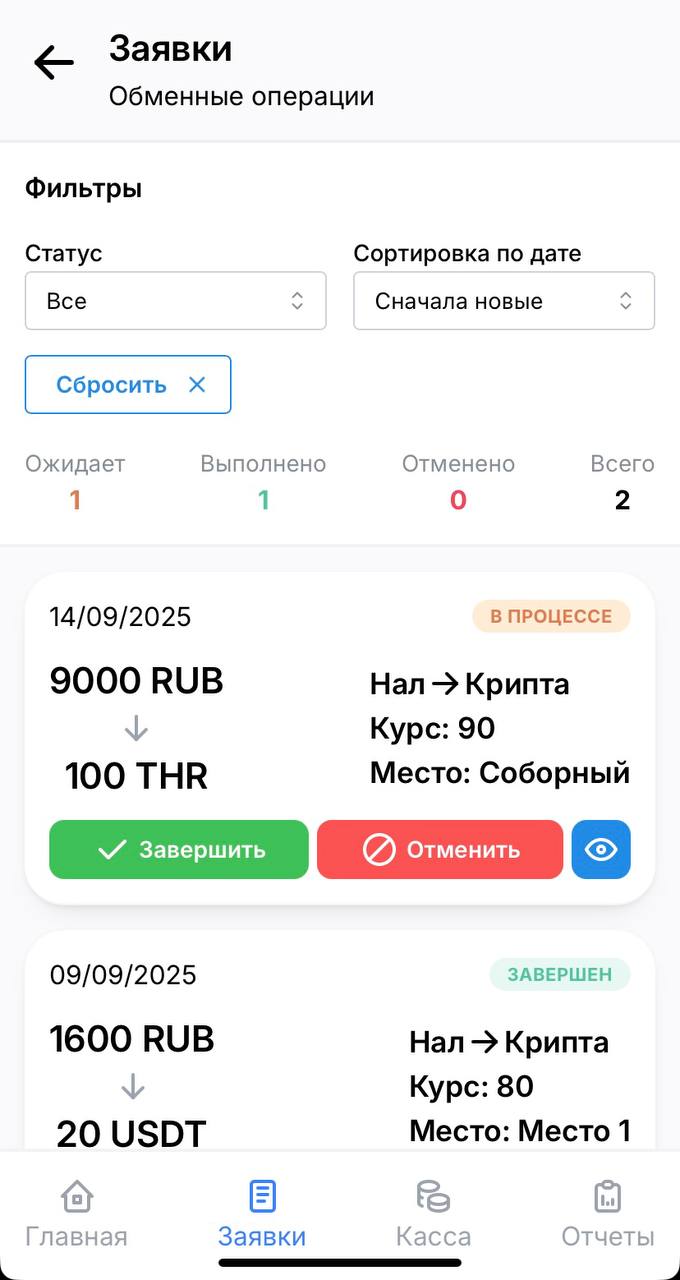 Заявки
Обменные операции
Фильтры
Статус
Сортировка по дате
Все
Сначала новые
Сбросить
Ожидает Выполнено Отменено Всего
1 1 0 2
14/09/2025
В ПРОЦЕССЕ
9000 RUB
100 THR
Нал → Крипта
Курс: 90
Место: Соборный
Завершить
Отменить
09/09/2025
ЗАВЕРШЕН
1600 RUB
20 USDT
Нал → Крипта
Курс: 80
Место: Место 1
Главная Заявки Касса Отчеты